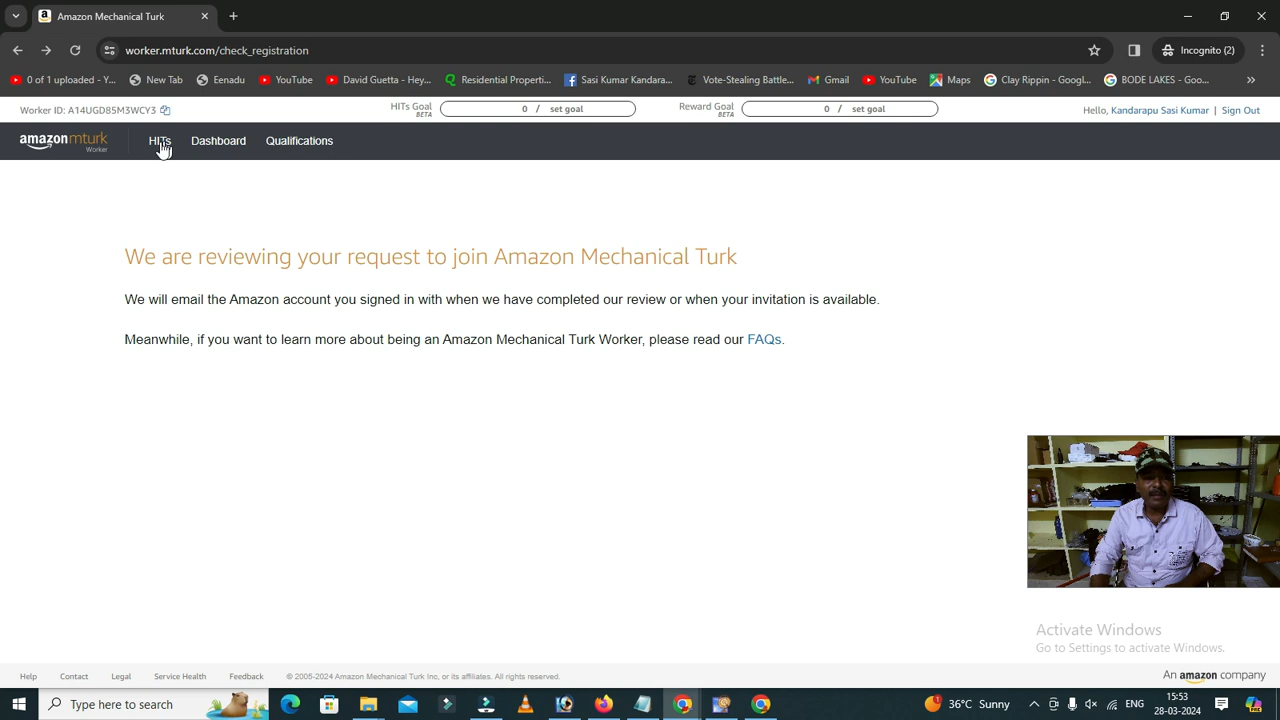 Amazon Mechanical Turk
worker.mturk.com/check_registration
Incognito (2)
0 of 1 uploaded - Y...
New Tab
Eenadu
YouTube
David Guetta - Hey,...
Residential Properti...
Sasi Kumar Kandara...
Vote-Stealing Battle...
Gmail
YouTube
Maps
Clay Rippin - Googl...
BODE LAKES - Goo...
Worker ID: A14UGD85M3WCY3
HITs Goal
BETA
0 / set goal
Reward Goal
BETA
0 / set goal
Hello, Kandarapu Sasi Kumar | Sign Out
amazonmturk
Worker
HITs
Dashboard
Qualifications
We are reviewing your request to join Amazon Mechanical Turk
We will email the Amazon account you signed in with when we have completed our review or when your invitation is available.
Meanwhile, if you want to learn more about being an Amazon Mechanical Turk Worker, please read our FAQs.
Activate Windows
Go to Settings to activate Windows.
Help
Contact
Legal
Service Health
Feedback
© 2005-2024 Amazon Mechanical Turk Inc, or its affiliates. All rights reserved.
An amazon company
Type here to search
36°C Sunny
ENG
15:53
28-03-2024